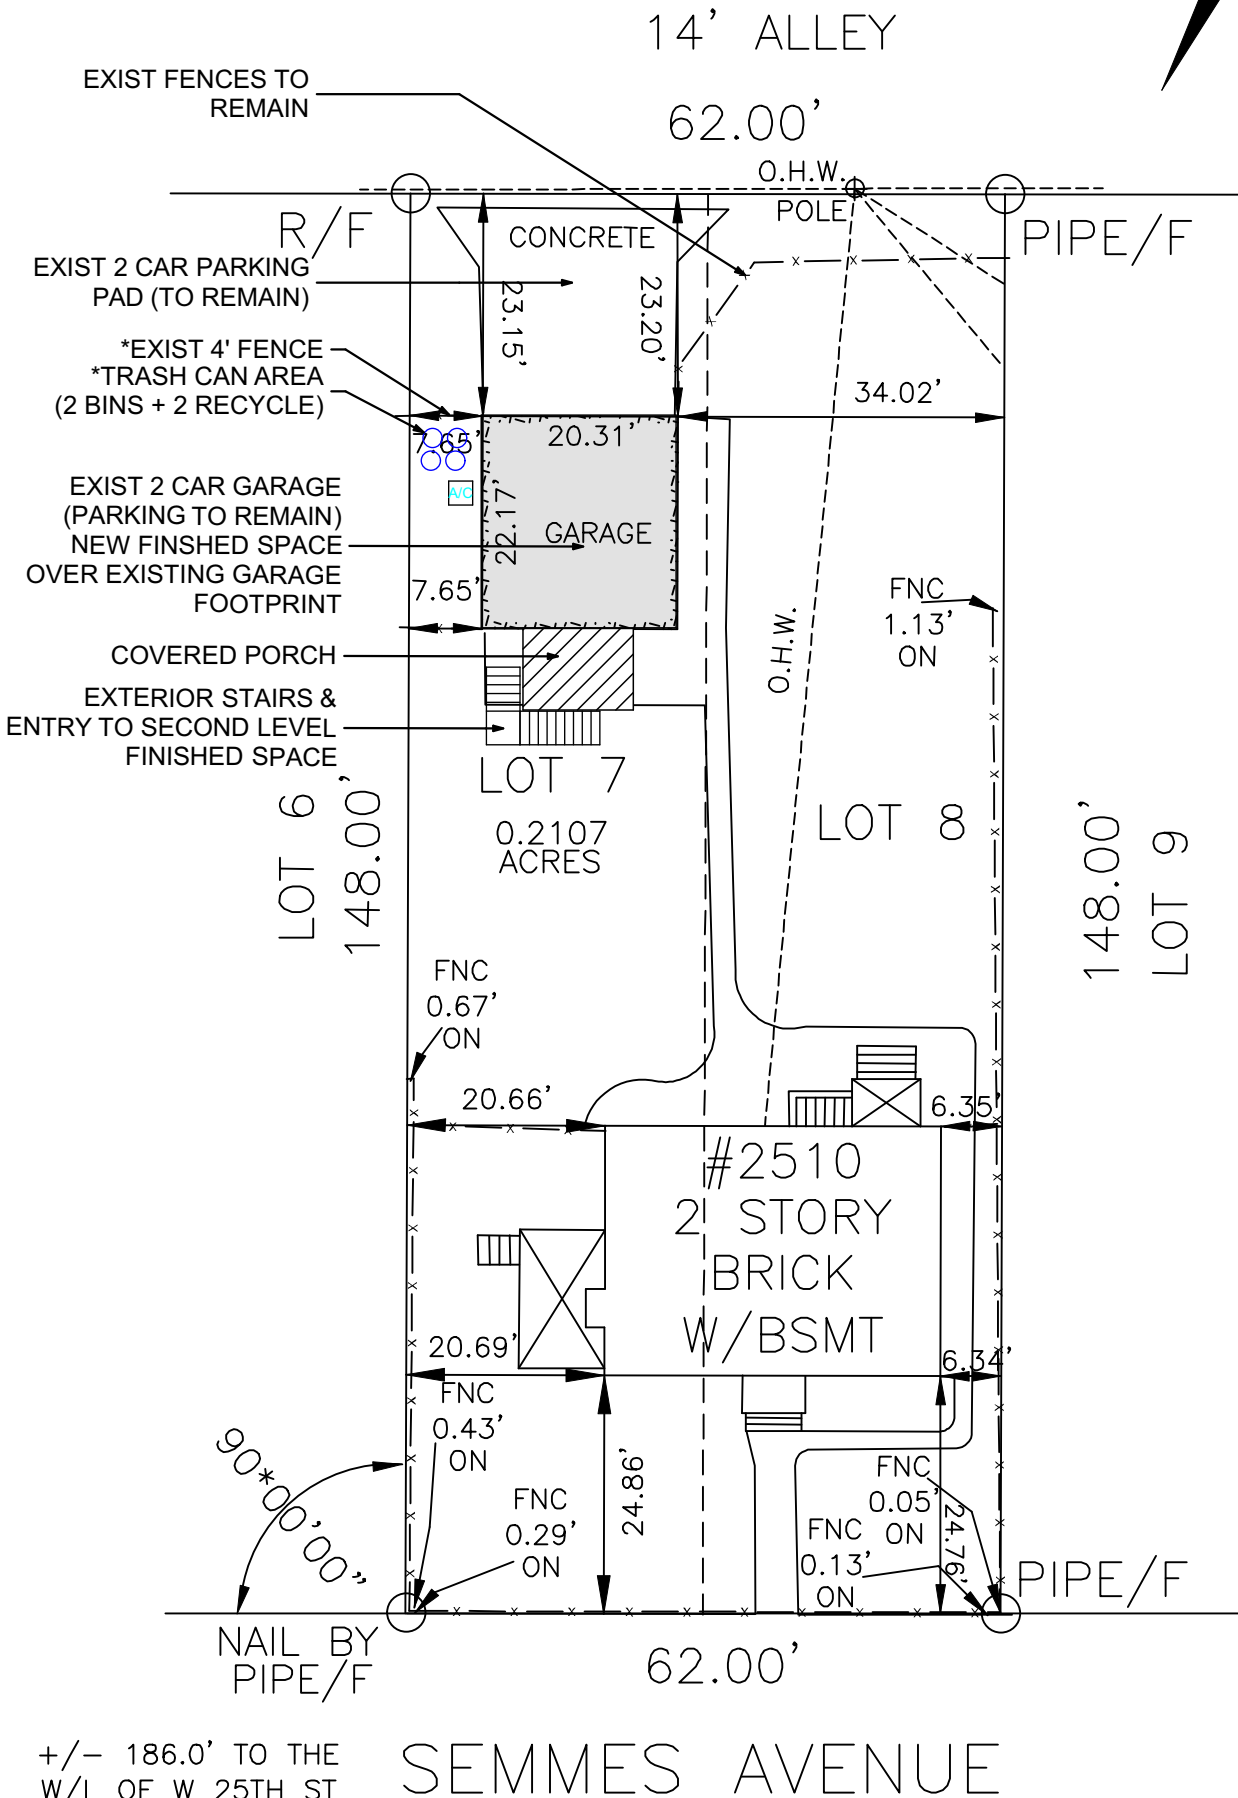 14' ALLEY
EXIST FENCES TO
REMAIN
62.00'
O.H.W.
POLE
R/F
CONCRETE
PIPE/F
EXIST 2 CAR PARKING
PAD (TO REMAIN)
23.15'
23.20'
*EXIST 4' FENCE
*TRASH CAN AREA
(2 BINS + 2 RECYCLE)
34.02'
7.65'
20.31'
A/C
EXIST 2 CAR GARAGE
(PARKING TO REMAIN)
NEW FINSHED SPACE
OVER EXISTING GARAGE
FOOTPRINT
22.17'
GARAGE
7.65'
FNC
1.13'
ON
O.H.W.
COVERED PORCH
EXTERIOR STAIRS &
ENTRY TO SECOND LEVEL
FINISHED SPACE
LOT 7
0.2107
ACRES
LOT 8
LOT 6
148.00'
148.00'
LOT 9
FNC
0.67'
ON
20.66'
6.35'
#2510
2 STORY
BRICK
W/BSMT
20.69'
6.34'
FNC
0.43'
ON
24.86'
FNC
0.29'
ON
FNC
0.05'
ON
FNC
0.13'
ON
24.76'
90*00'00"
PIPE/F
NAIL BY
PIPE/F
62.00'
+/- 186.0' TO THE
W/L OF W 25TH ST
SEMMES AVENUE